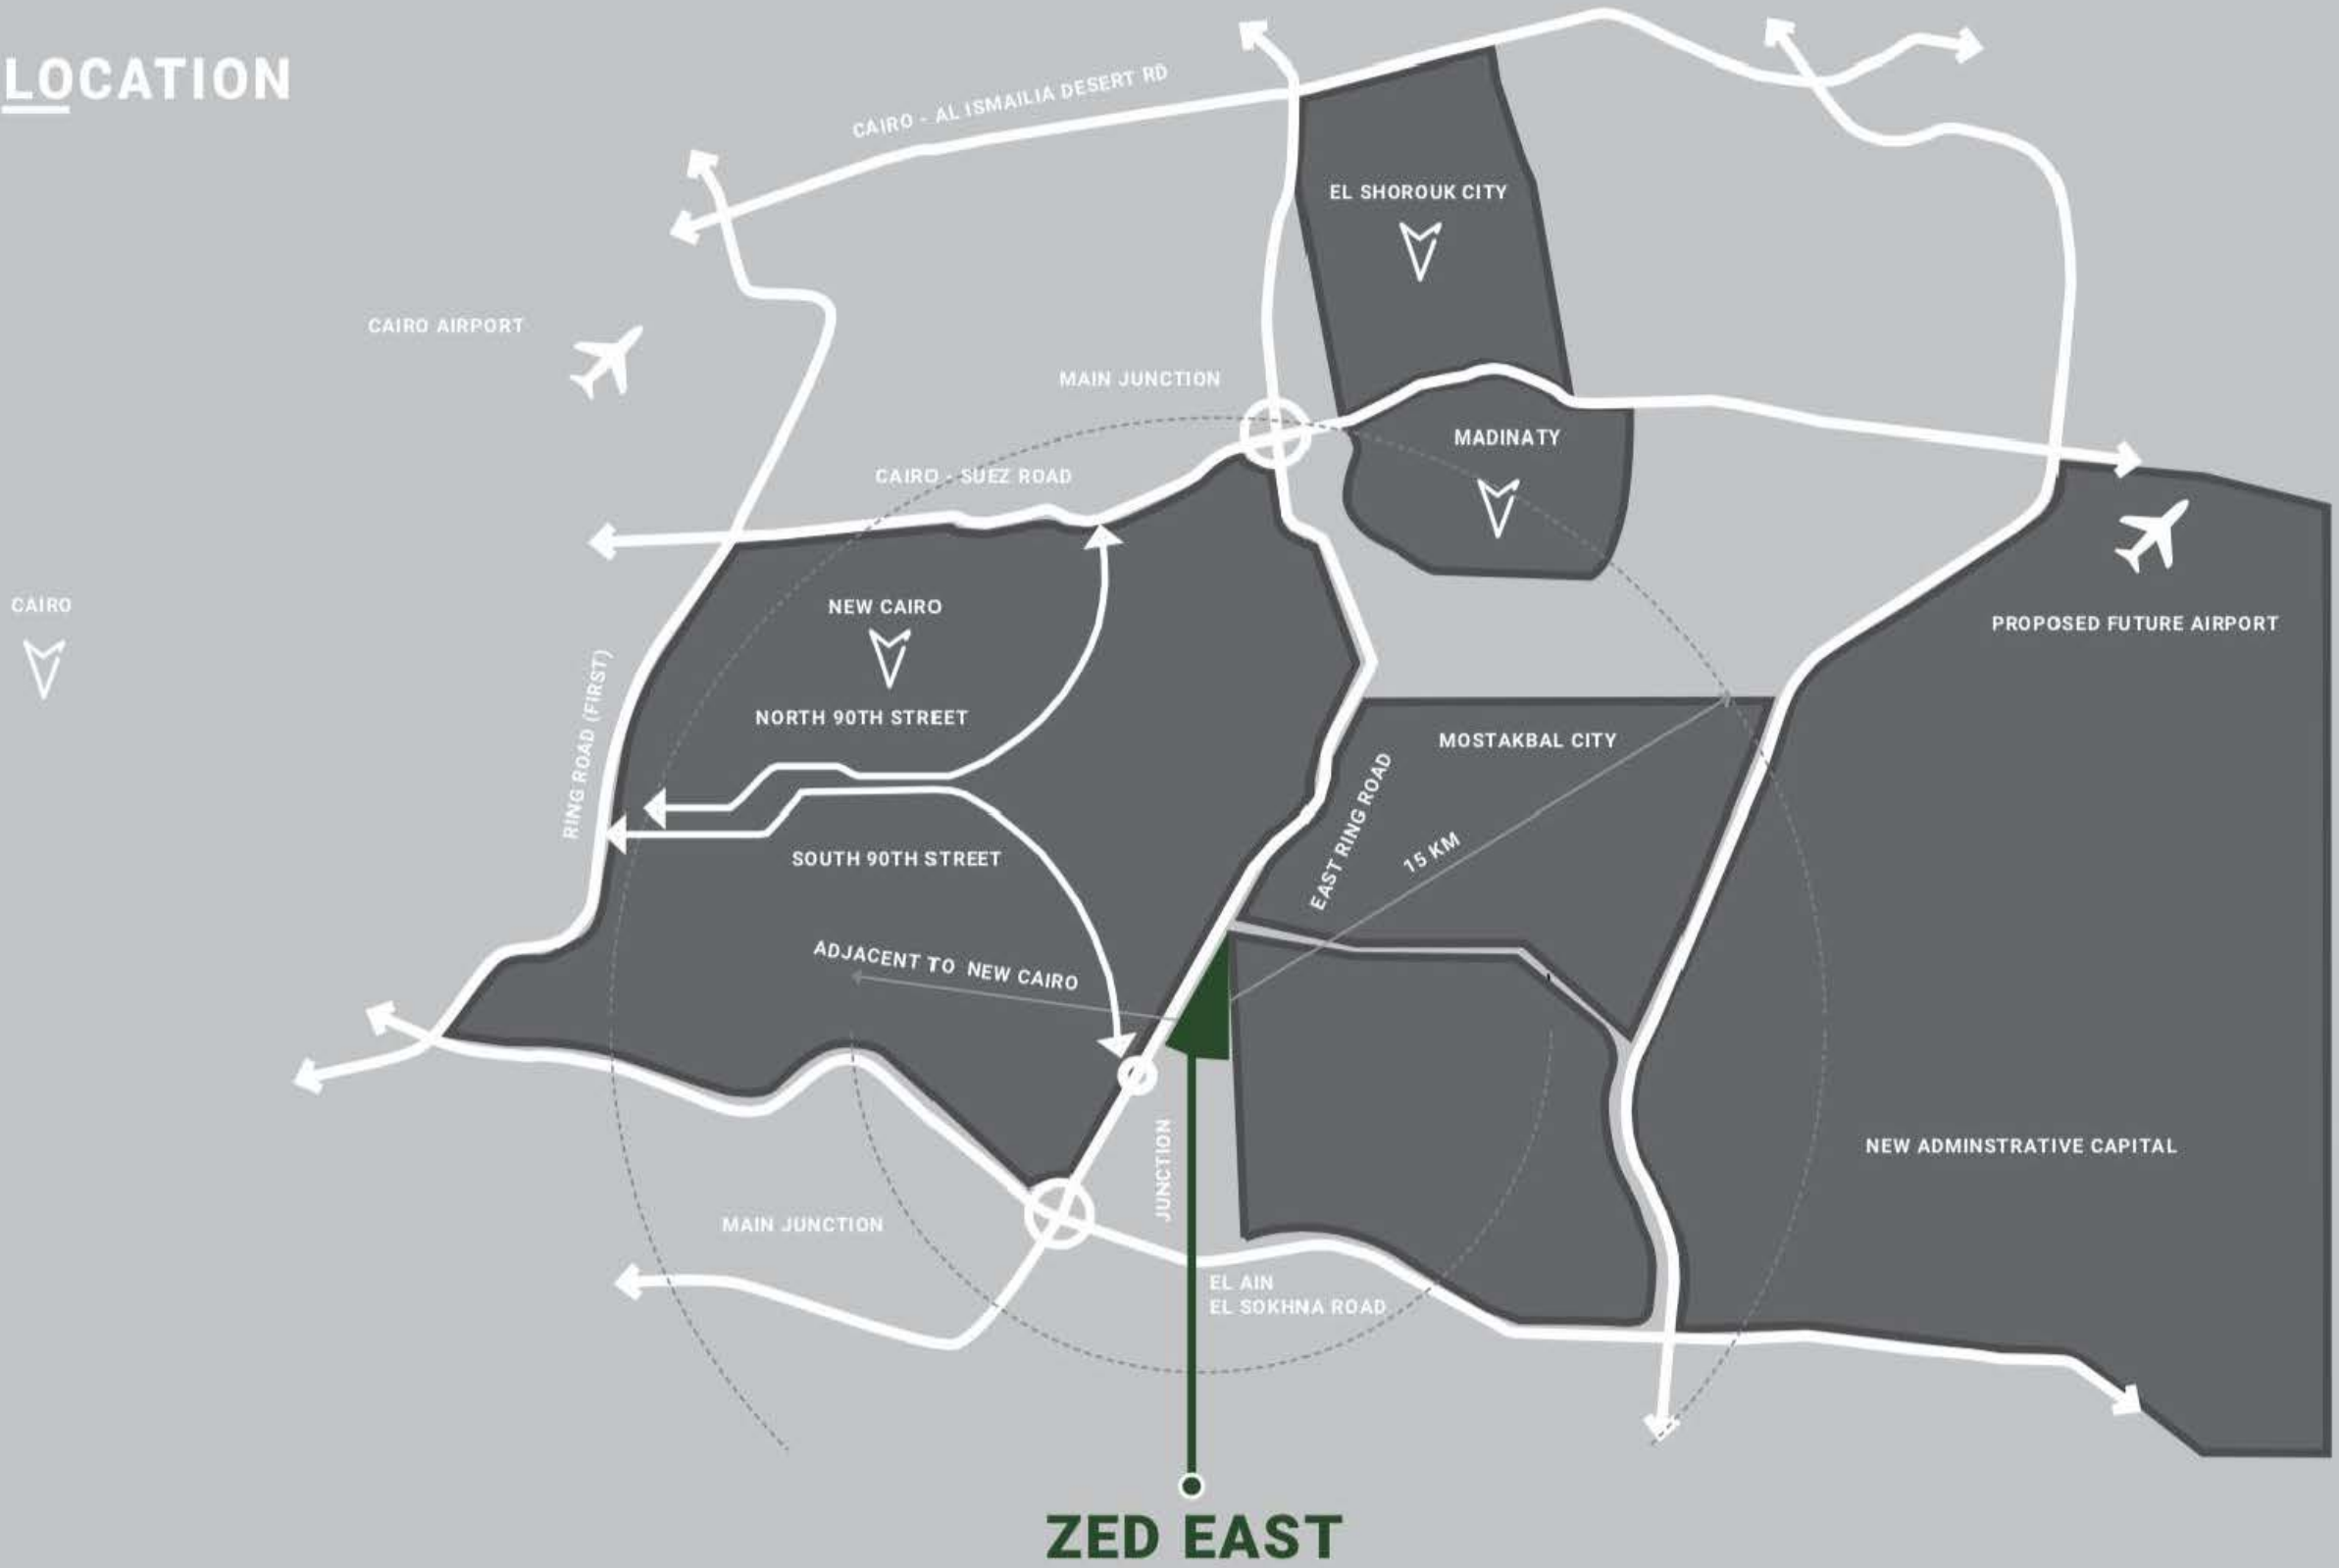 LOCATION
CAIRO - AL ISMAILIA DESERT RD
EL SHOROUK CITY
CAIRO AIRPORT
MAIN JUNCTION
MADINATY
CAIRO - SUEZ ROAD
CAIRO
NEW CAIRO
PROPOSED FUTURE AIRPORT
RING ROAD (FIRST)
NORTH 90TH STREET
MOSTAKBAL CITY
EAST RING ROAD
15 KM
SOUTH 90TH STREET
ADJACENT TO NEW CAIRO
JUNCTION
NEW ADMINSTRATIVE CAPITAL
MAIN JUNCTION
EL AIN
EL SOKHNA ROAD
ZED EAST